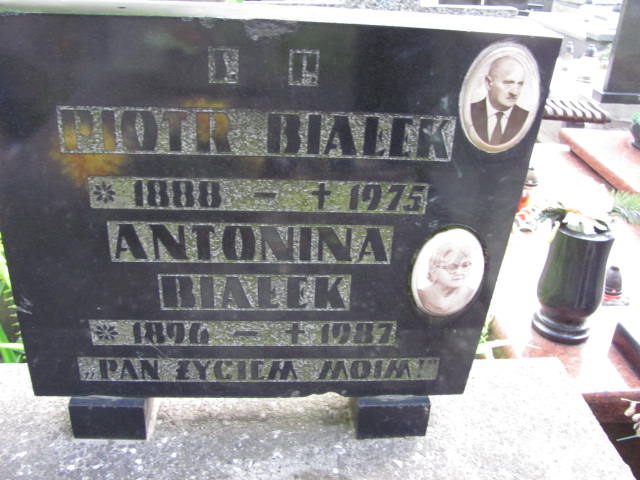 Ś P
PIOTR BIAŁEK
* 1888 - † 1975
ANTONINA
BIAŁEK
* 1896 - † 1987
„PAN ŻYCIEM MOIM!"